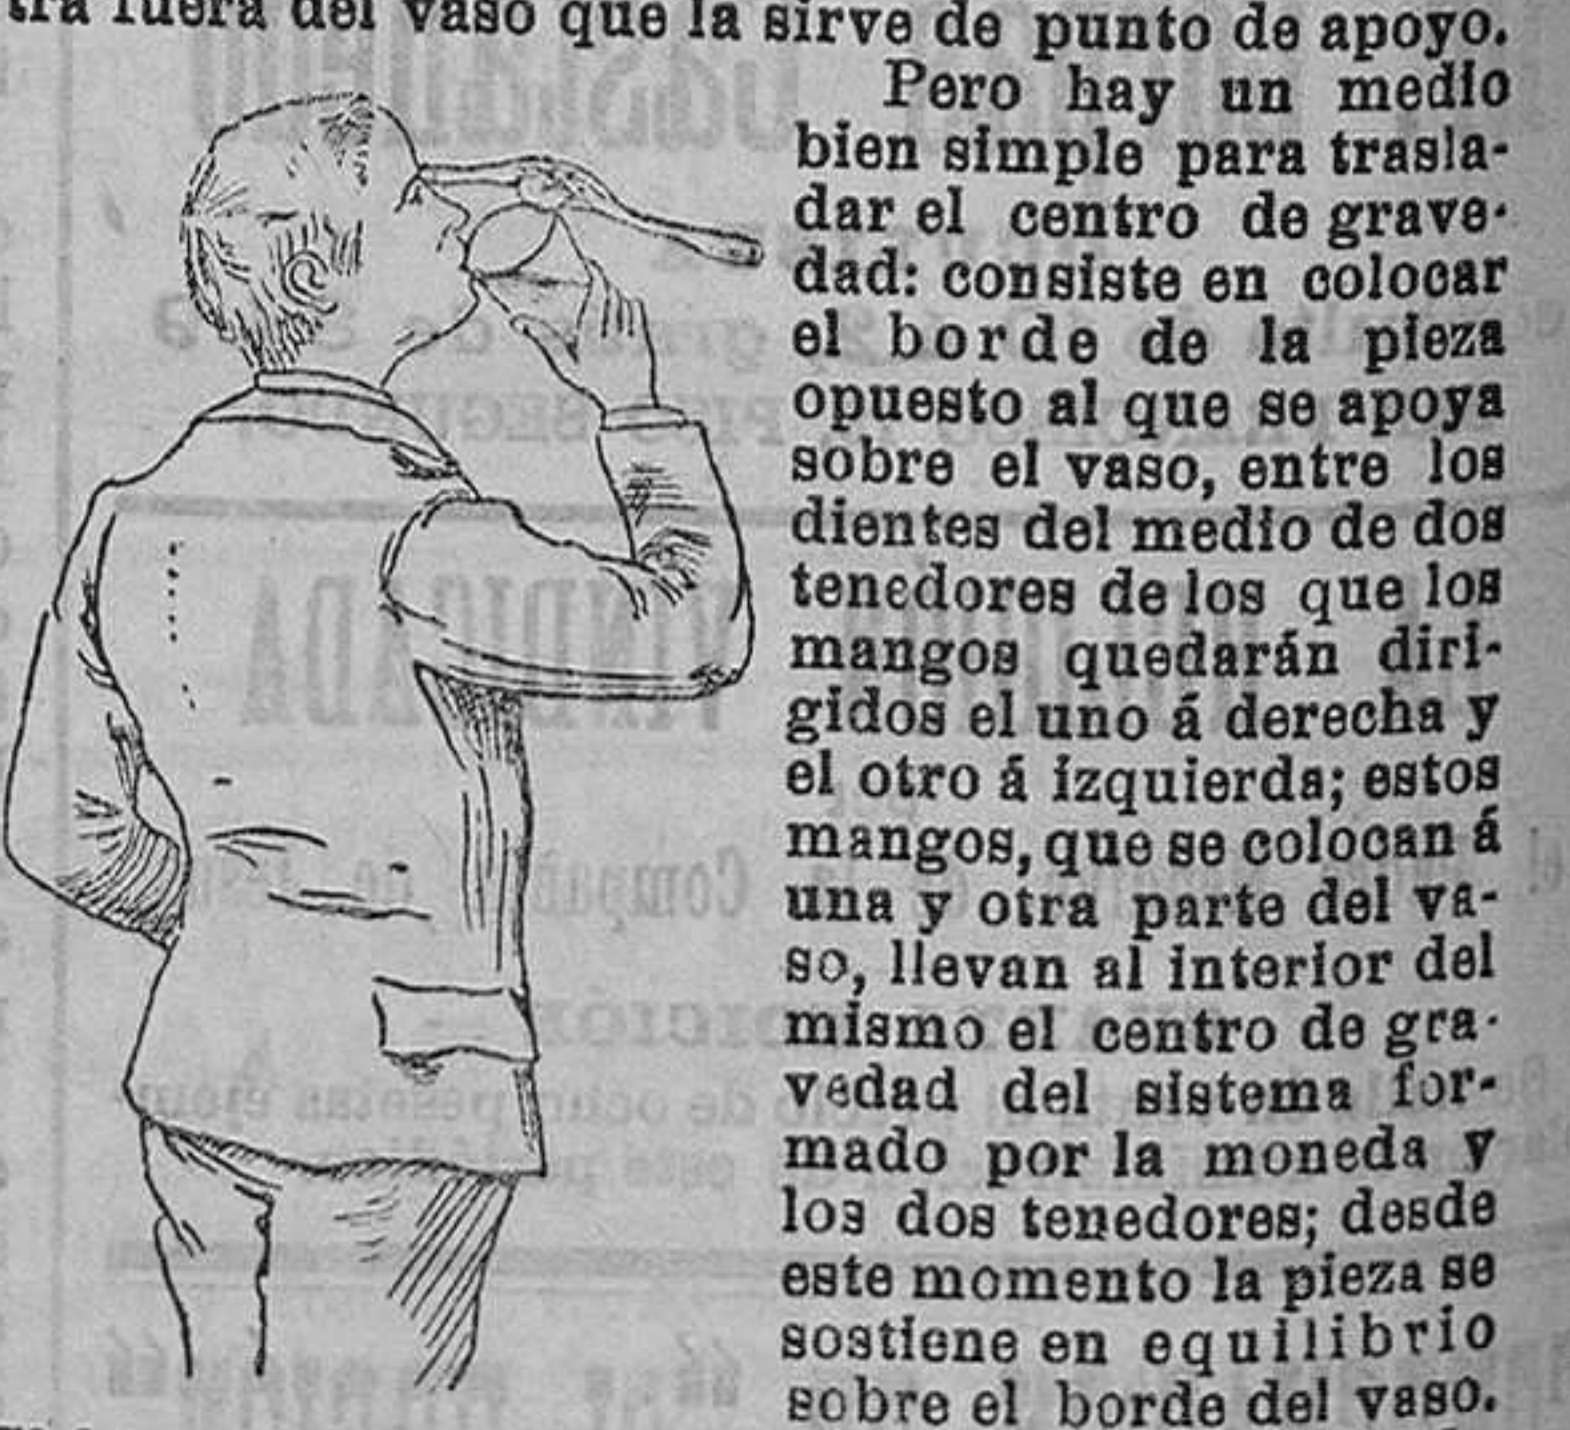 tra fuera del vaso que la sirve de punto de apoyo.
Pero hay un medio
bien simple para trasla-
dar el centro de grave-
dad: consiste en colocar
el borde de la pieza
opuesto al que se apoya
sobre el vaso, entre los
dientes del medio de dos
tenedores de los que los
mangos quedarán diri-
gidos el uno á derecha y
el otro á izquierda; estos
mangos, que se colocan á
una y otra parte del va-
so, llevan al interior del
mismo el centro de gra-
vedad del sistema for-
mado por la moneda y
los dos tenedores; desde
este momento la pieza se
sostiene en equilibrio
sobre el borde del vaso.